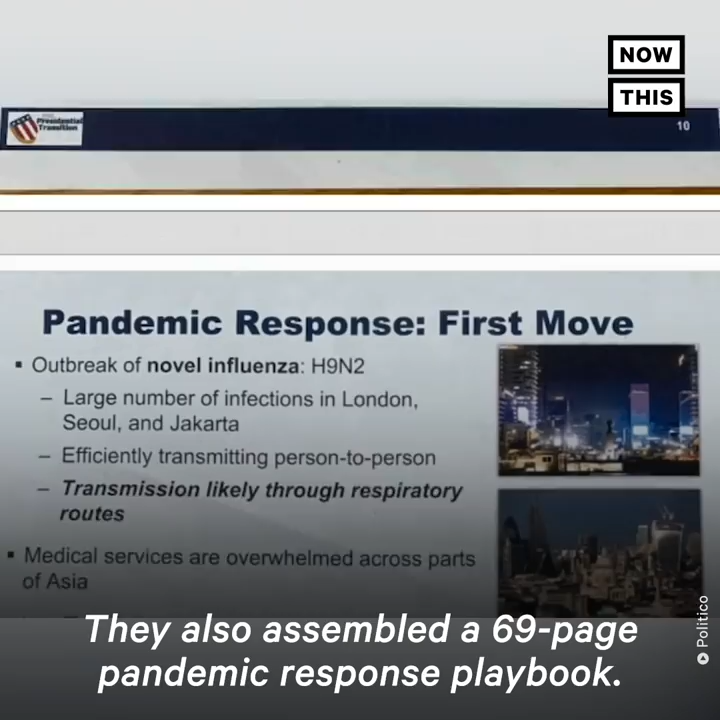 NOW
THIS
Presidential
Transition
10
Pandemic Response: First Move
▪ Outbreak of novel influenza: H9N2
– Large number of infections in London,
Seoul, and Jakarta
– Efficiently transmitting person-to-person
– Transmission likely through respiratory
routes
▪ Medical services are overwhelmed across parts
of Asia
They also assembled a 69-page
pandemic response playbook.
Politico